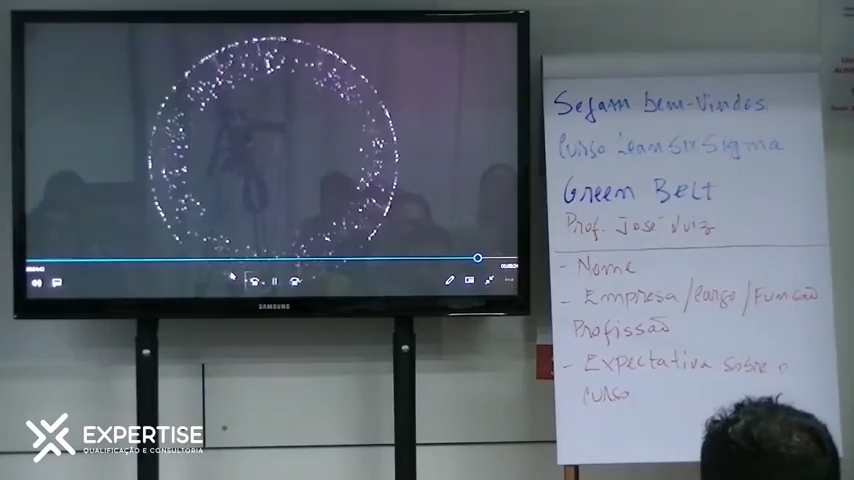 Sejam bem-Vindos
Curso Lean Six Sigma
Green Belt
Prof. José Luiz
- Nome
- Empresa/Cargo/Função
Profissão
- Expectativa sobre o
curso
SAMSUNG
EXPERTISE
QUALIFICAÇÃO E CONSULTORIA